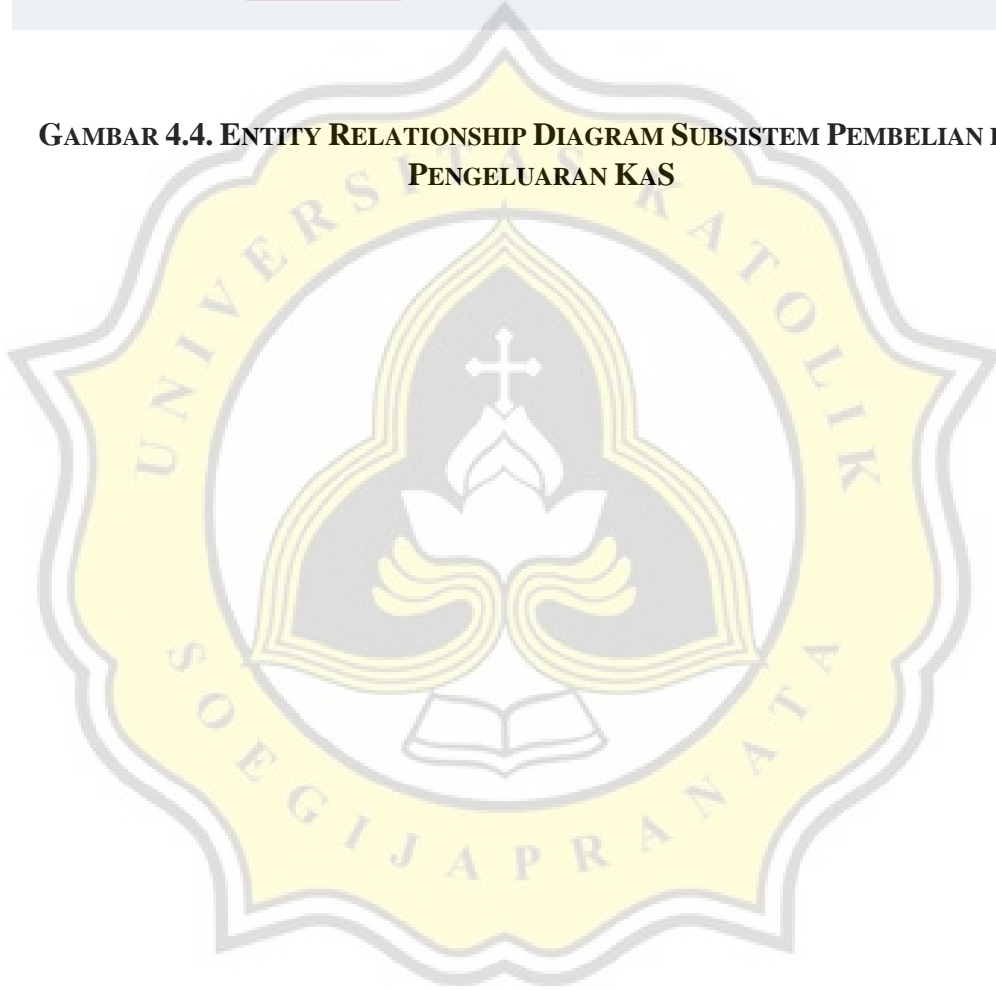 GAMBAR 4.4. ENTITY RELATIONSHIP DIAGRAM SUBSISTEM PEMBELIAN
PENGELUARAN KAS
UNIVERSITAS KATOLIK
SOEGIJAPRANATA